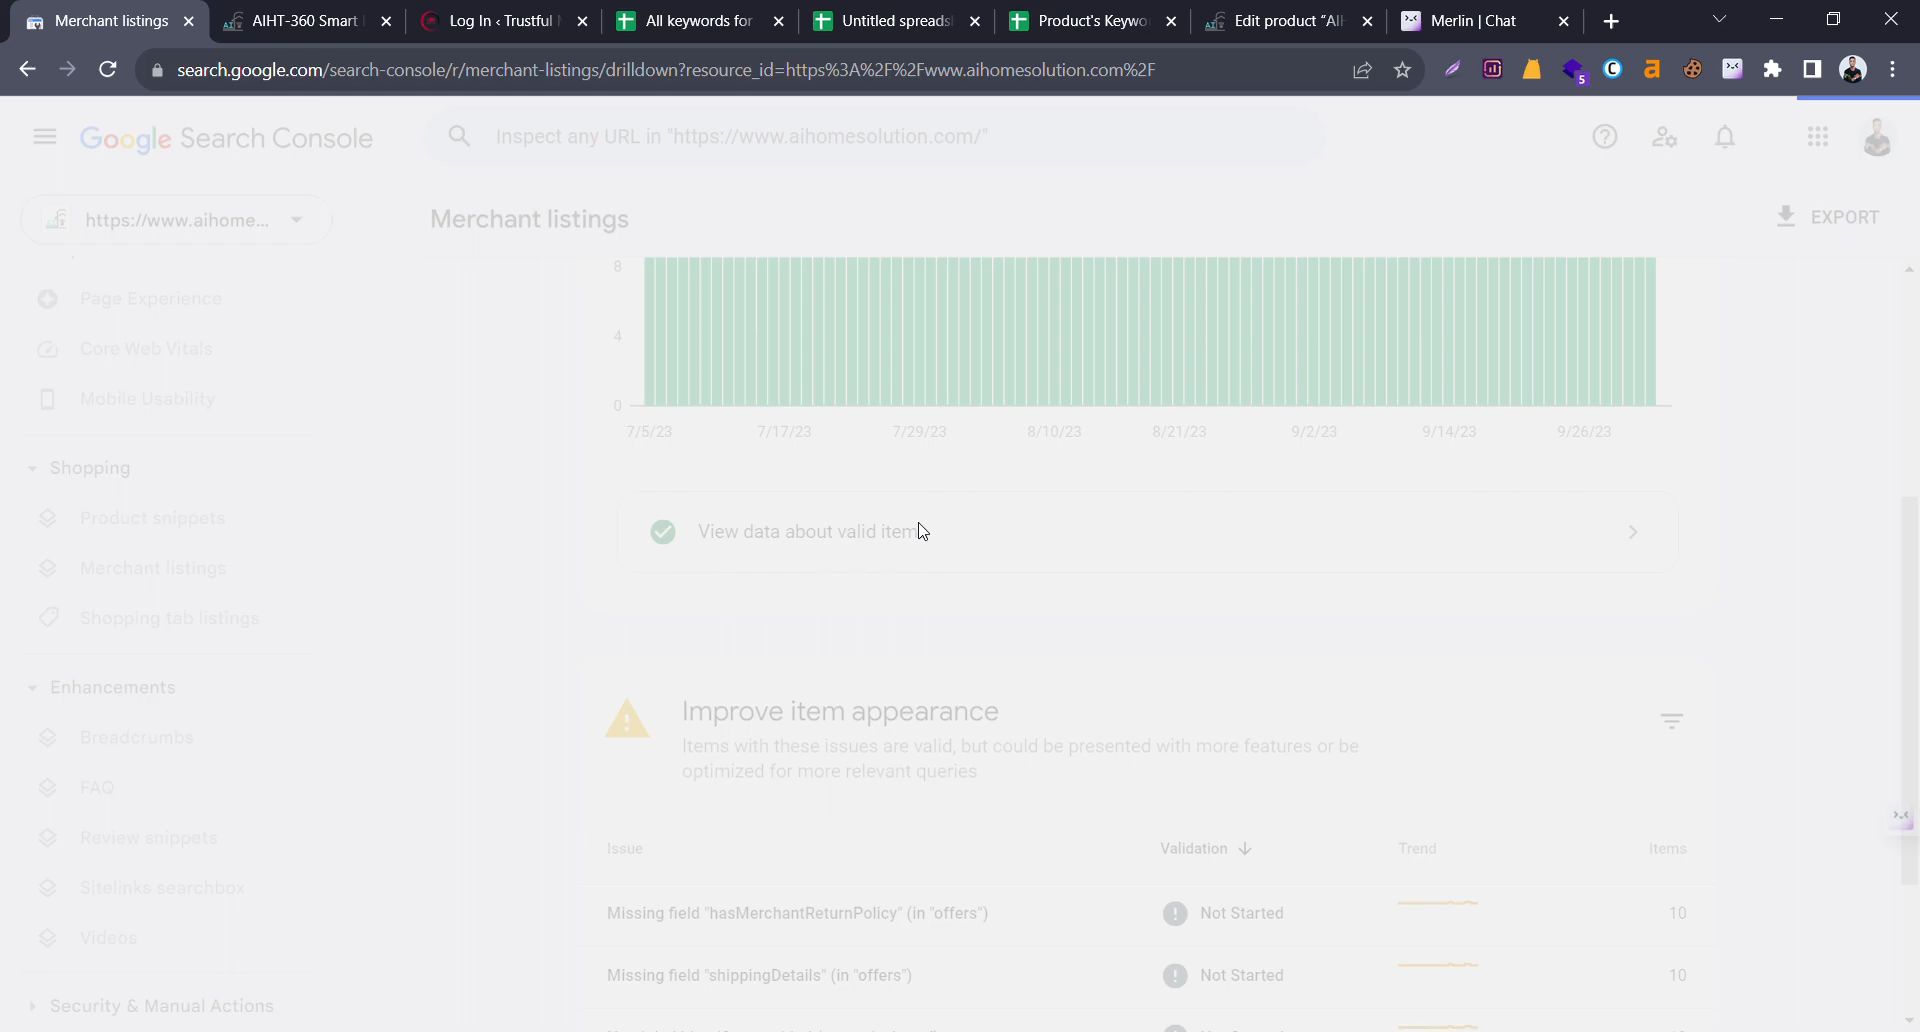 Merchant listings
AIHT-360 Smart
Log In ‹ Trustful
All keywords for
Untitled spreads
Product's Keywo
Edit product "AI
Merlin | Chat
search.google.com/search-console/r/merchant-listings/drilldown?resource_id=https%3A%2F%2Fwww.aihomesolution.com%2F
5
Google Search Console
Inspect any URL in "https://www.aihomesolution.com/"
https://www.aihome...
Merchant listings
EXPORT
Page Experience
Core Web Vitals
Mobile Usability
Shopping
Product snippets
Merchant listings
Shopping tab listings
Enhancements
Breadcrumbs
FAQ
Review snippets
Sitelinks searchbox
Videos
Security & Manual Actions
8
4
0
7/5/23 7/17/23 7/29/23 8/10/23 8/21/23 9/2/23 9/14/23 9/26/23
View data about valid item
Improve item appearance
Items with these issues are valid, but could be presented with more features or be
optimized for more relevant queries
Issue Validation Trend Items
Missing field "hasMerchantReturnPolicy" (in "offers") Not Started 10
Missing field "shippingDetails" (in "offers") Not Started 10